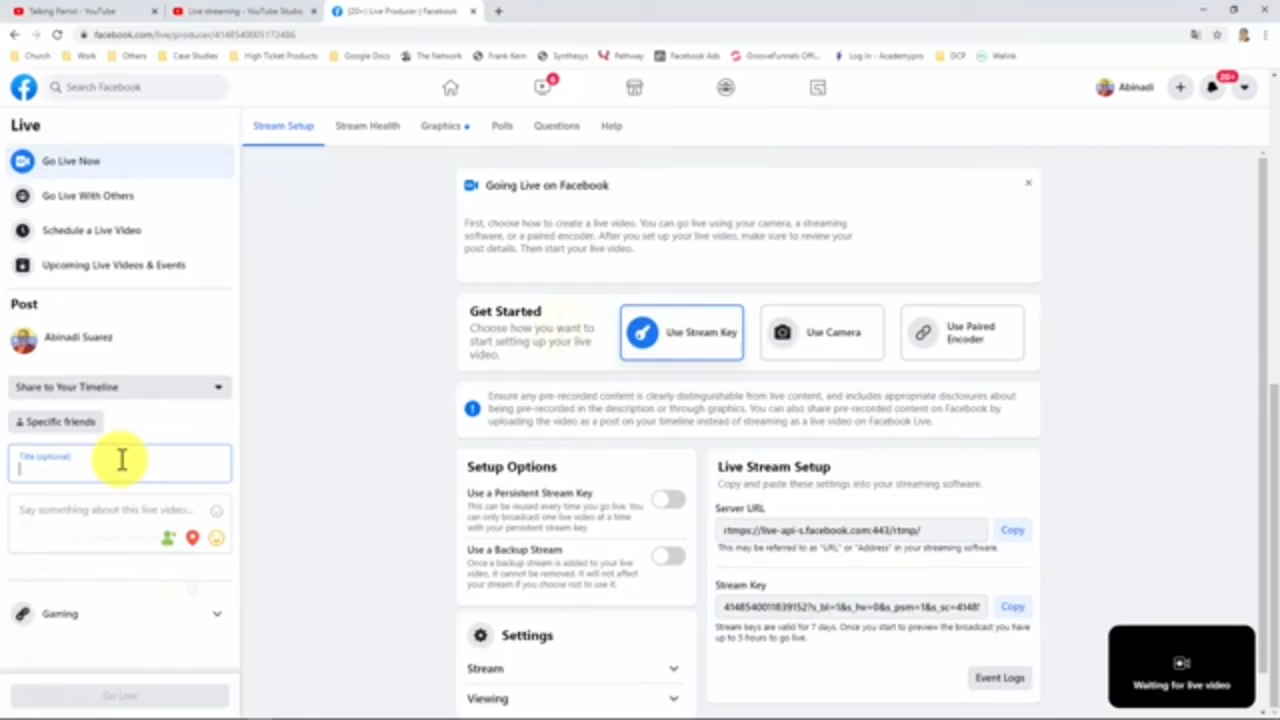 Talking Parrot - YouTube
Live streaming - YouTube Studio
(20+) Live Producer | Facebook
facebook.com/live/producer/4148540005172486
Church
Work
Others
Case Studies
High Ticket Products
Google Docs
The Network
Frank Kern
Synthesys
Pathway
Facebook Ads
GrooveFunnels Offi...
Log In - Academypro
OCP
Welink
Search Facebook
6
Abinadi
20+
Live
Go Live Now
Go Live With Others
Schedule a Live Video
Upcoming Live Videos & Events
Post
Abinadi Suarez
Share to Your Timeline
Specific friends
Title (optional)
Say something about this live video...
Gaming
Go Live
Stream Setup
Stream Health
Graphics
Polls
Questions
Help
Going Live on Facebook
First, choose how to create a live video. You can go live using your camera, a streaming
software, or a paired encoder. After you set up your live video, make sure to review your
post details. Then start your live video.
Get Started
Choose how you want to
start setting up your live
video.
Use Stream Key
Use Camera
Use Paired
Encoder
Ensure any pre-recorded content is clearly distinguishable from live content, and includes appropriate disclosures about
being pre-recorded in the description or through graphics. You can also share pre-recorded content on Facebook by
uploading the video as a post on your timeline instead of streaming as a live video on Facebook Live.
Setup Options
Use a Persistent Stream Key
This can be reused every time you go live. You
can only broadcast one live video at a time
with your persistent stream key.
Use a Backup Stream
Once a backup stream is added to your live
video, it cannot be removed. It will not affect
your stream if you choose not to use it.
Settings
Stream
Viewing
Live Stream Setup
Copy and paste these settings into your streaming software.
Server URL
rtmps://live-api-s.facebook.com:443/rtmp/
Copy
This may be referred to as "URL" or "Address" in your streaming software.
Stream Key
4148540011839152?s_bl=1&s_hv=0&s_psm=1&s_sc=41485
Copy
Stream keys are valid for 7 days. Once you start to preview the broadcast you have
up to 5 hours to go live.
Event Logs
Waiting for live video